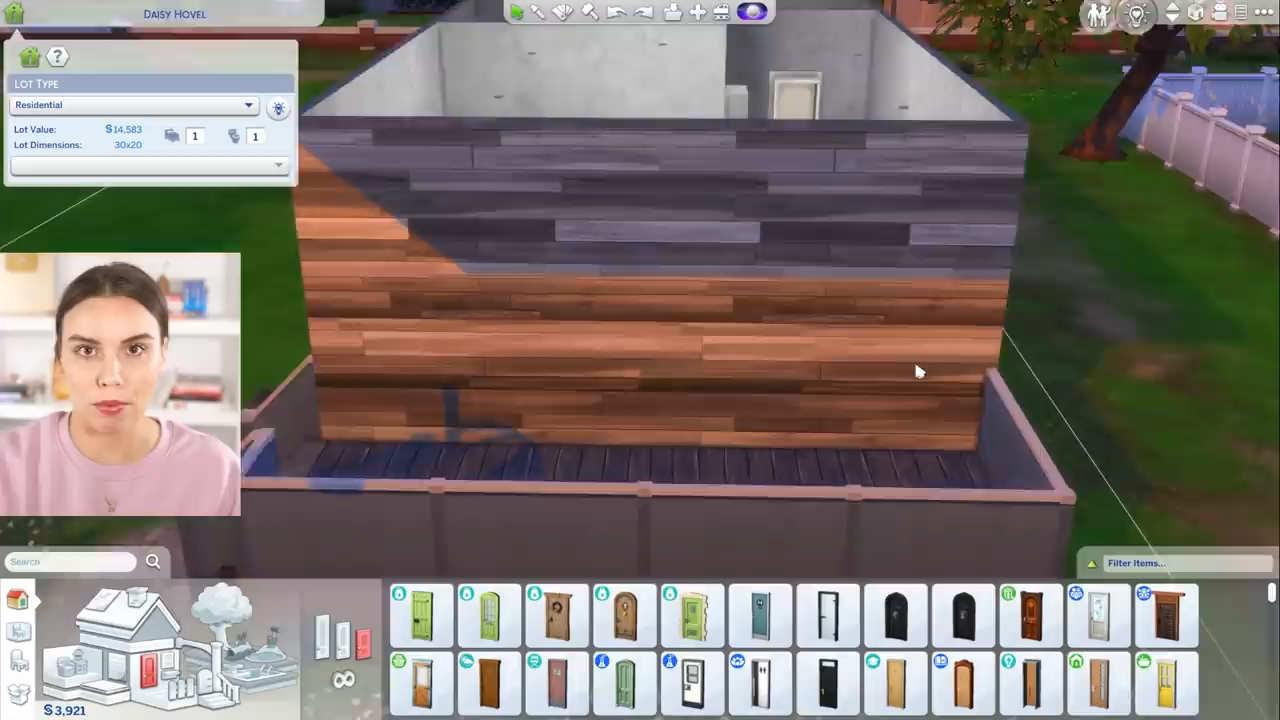 DAISY HOVEL
?
LOT TYPE
Residential
Lot Value: §14,583 1 1
Lot Dimensions: 30x20
Search
Filter Items...
§3,921